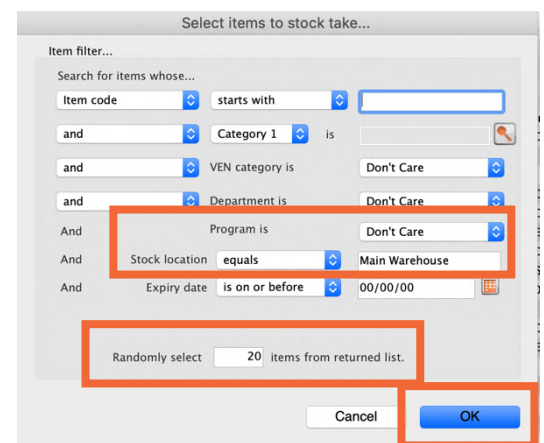 Select items to stock take...
Item filter...
Search for items whose...
Item code starts with
and Category 1 is
and VEN category is Don't Care
and Department is Don't Care
And Program is Don't Care
And Stock location equals Main Warehouse
And Expiry date is on or before 00/00/00
Randomly select 20 items from returned list.
Cancel OK